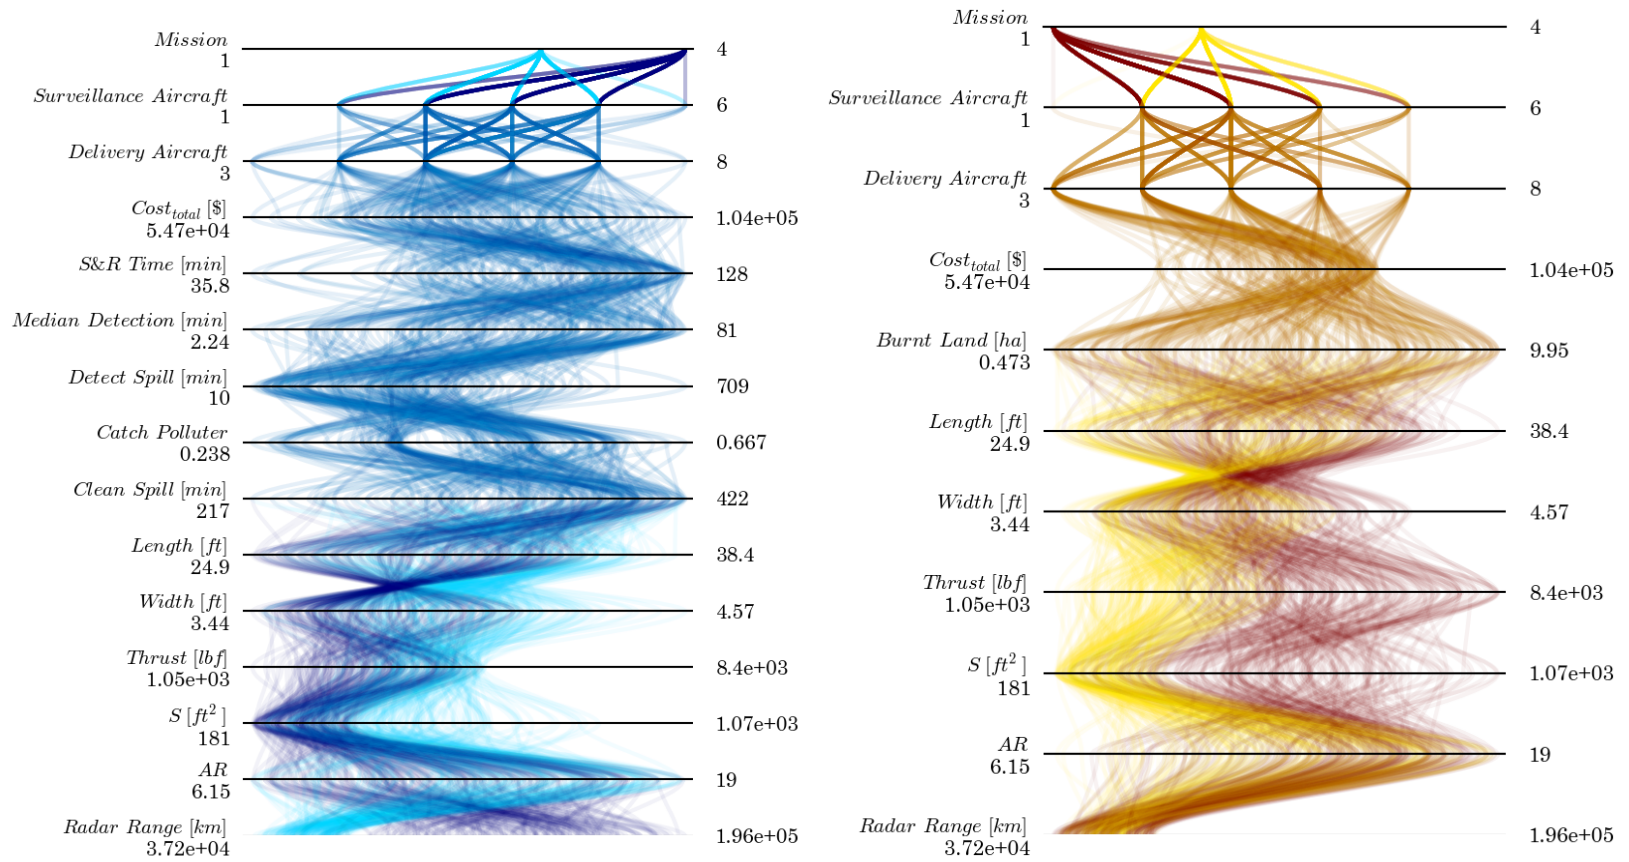 Mission
1
4
Surveillance Aircraft
1
6
Delivery Aircraft
3
8
Cost_total [$]
5.47e+04
1.04e+05
S&R Time [min]
35.8
128
Median Detection [min]
2.24
81
Detect Spill [min]
10
709
Catch Polluter
0.238
0.667
Clean Spill [min]
217
422
Length [ft]
24.9
38.4
Width [ft]
3.44
4.57
Thrust [lbf]
1.05e+03
8.4e+03
S [ft²]
181
1.07e+03
AR
6.15
19
Radar Range [km]
3.72e+04
1.96e+05
Mission
1
4
Surveillance Aircraft
1
6
Delivery Aircraft
3
8
Cost_total [$]
5.47e+04
1.04e+05
Burnt Land [ha]
0.473
9.95
Length [ft]
24.9
38.4
Width [ft]
3.44
4.57
Thrust [lbf]
1.05e+03
8.4e+03
S [ft²]
181
1.07e+03
AR
6.15
19
Radar Range [km]
3.72e+04
1.96e+05